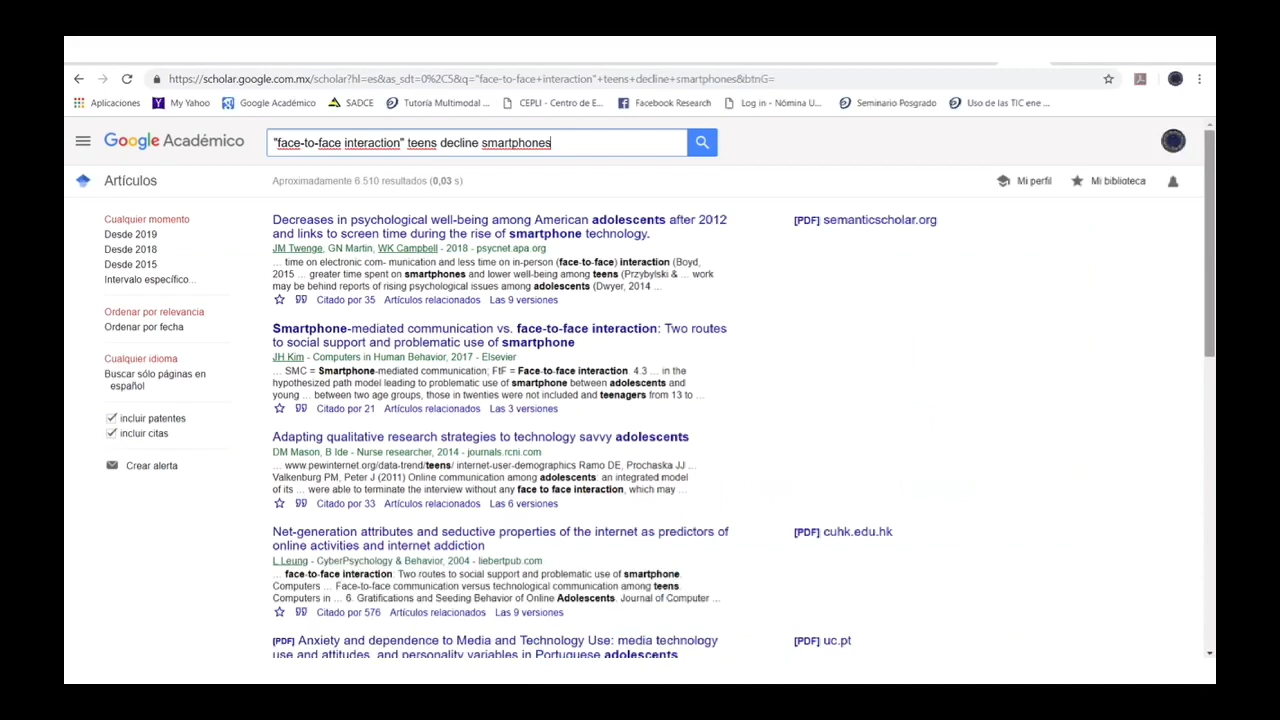 https://scholar.google.com.mx/scholar?hl=es&as_sdt=0%2C5&q="face-to-face+interaction"+teens+decline+smartphones&btnG=
Aplicaciones My Yahoo Google Académico SADCE Tutoría Multimodal ... CEPLI - Centro de E... Facebook Research Log in - Nómina U... Seminario Posgrado Uso de las TIC ene ...
Google Académico
"face-to-face interaction" teens decline smartphones
Artículos
Aproximadamente 6.510 resultados (0,03 s)
Mi perfil Mi biblioteca
Cualquier momento
Desde 2019
Desde 2018
Desde 2015
Intervalo específico...
Ordenar por relevancia
Ordenar por fecha
Cualquier idioma
Buscar sólo páginas en
español
incluir patentes
incluir citas
Crear alerta
Decreases in psychological well-being among American adolescents after 2012
and links to screen time during the rise of smartphone technology.
JM Twenge, GN Martin, WK Campbell - 2018 - psycnet.apa.org
... time on electronic com- munication and less time on in-person (face-to-face) interaction (Boyd,
2015 ... greater time spent on smartphones and lower well-being among teens (Przybylski & ... work
may be behind reports of rising psychological issues among adolescents (Dwyer, 2014 ...
Citado por 35 Artículos relacionados Las 9 versiones
[PDF] semanticscholar.org
Smartphone-mediated communication vs. face-to-face interaction: Two routes
to social support and problematic use of smartphone
JH Kim - Computers in Human Behavior, 2017 - Elsevier
... SMC = Smartphone-mediated communication; FtF = Face-to-face interaction. 4.3 ... in the
hypothesized path model leading to problematic use of smartphone between adolescents and
young ... between two age groups, those in twenties were not included and teenagers from 13 to ...
Citado por 21 Artículos relacionados Las 3 versiones
Adapting qualitative research strategies to technology savvy adolescents
DM Mason, B Ide - Nurse researcher, 2014 - journals.rcni.com
... www.pewinternet.org/data-trend/teens/ internet-user-demographics Ramo DE, Prochaska JJ ...
Valkenburg PM, Peter J (2011) Online communication among adolescents: an integrated model
of its ... were able to terminate the interview without any face to face interaction, which may ...
Citado por 33 Artículos relacionados Las 6 versiones
Net-generation attributes and seductive properties of the internet as predictors of
online activities and internet addiction
L Leung - CyberPsychology & Behavior, 2004 - liebertpub.com
... face-to-face interaction. Two routes to social support and problematic use of smartphone.
Computers ... Face-to-face communication versus technological communication among teens.
Computers in ... 6. Gratifications and Seeding Behavior of Online Adolescents. Journal of Computer ...
Citado por 576 Artículos relacionados Las 9 versiones
[PDF] cuhk.edu.hk
[PDF] Anxiety and dependence to Media and Technology Use: media technology
use and attitudes, and personality variables in Portuguese adolescents
[PDF] uc.pt